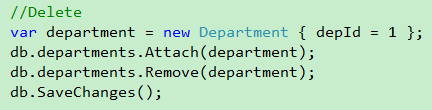 //Delete
var department = new Department { depId = 1 };
db.departments.Attach(department);
db.departments.Remove(department);
db.SaveChanges();